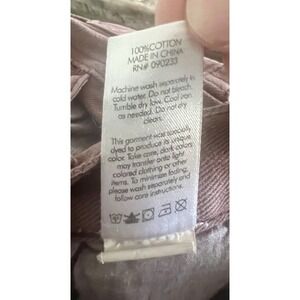 100%COTTON
MADE IN CHINA
RN# 090233
Machine wash separately in
cold water. Do not bleach.
Tumble dry low. Cool iron
as needed. Do not dry
clean.
This garment was specially
dyed to produce its unique
color. Take care, dark colors
may transfer onto light
colored clothing or other
items. To minimize fading,
please wash separately and
follow care instructions.